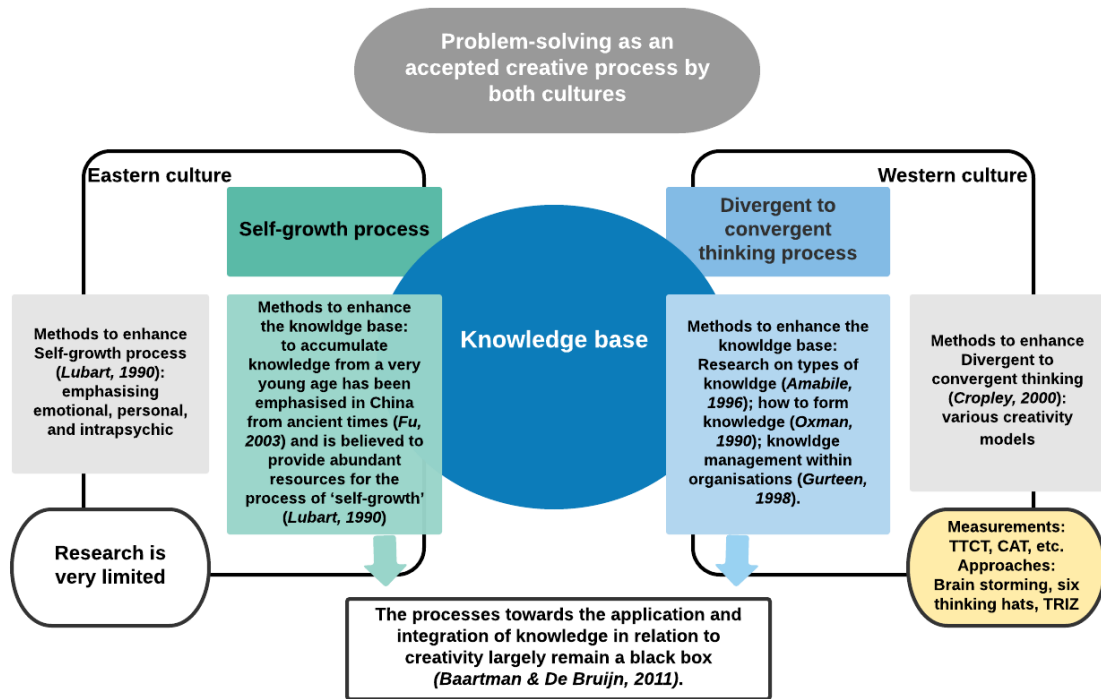 Problem-solving as an
accepted creative process by
both cultures
Eastern culture
Western culture
Self-growth process
Divergent to
convergent
thinking process
Knowledge base
Methods to enhance
Self-growth process
(Lubart, 1990):
emphasising
emotional, personal,
and intrapsychic
Methods to enhance
the knowldge base:
to accumulate
knowledge from a very
young age has been
emphasised in China
from ancient times (Fu,
2003) and is believed to
provide abundant
resources for the
process of ‘self-growth’
(Lubart, 1990)
Methods to enhance the
knowldge base:
Research on types of
knowldge (Amabile,
1996); how to form
knowledge (Oxman,
1990); knowldge
management within
organisations (Gurteen,
1998).
Methods to enhance
Divergent to
convergent thinking
(Cropley, 2000):
various creativity
models
Research is
very limited
Measurements:
TTCT, CAT, etc.
Approaches:
Brain storming, six
thinking hats, TRIZ
The processes towards the application and
integration of knowledge in relation to
creativity largely remain a black box
(Baartman & De Bruijn, 2011).